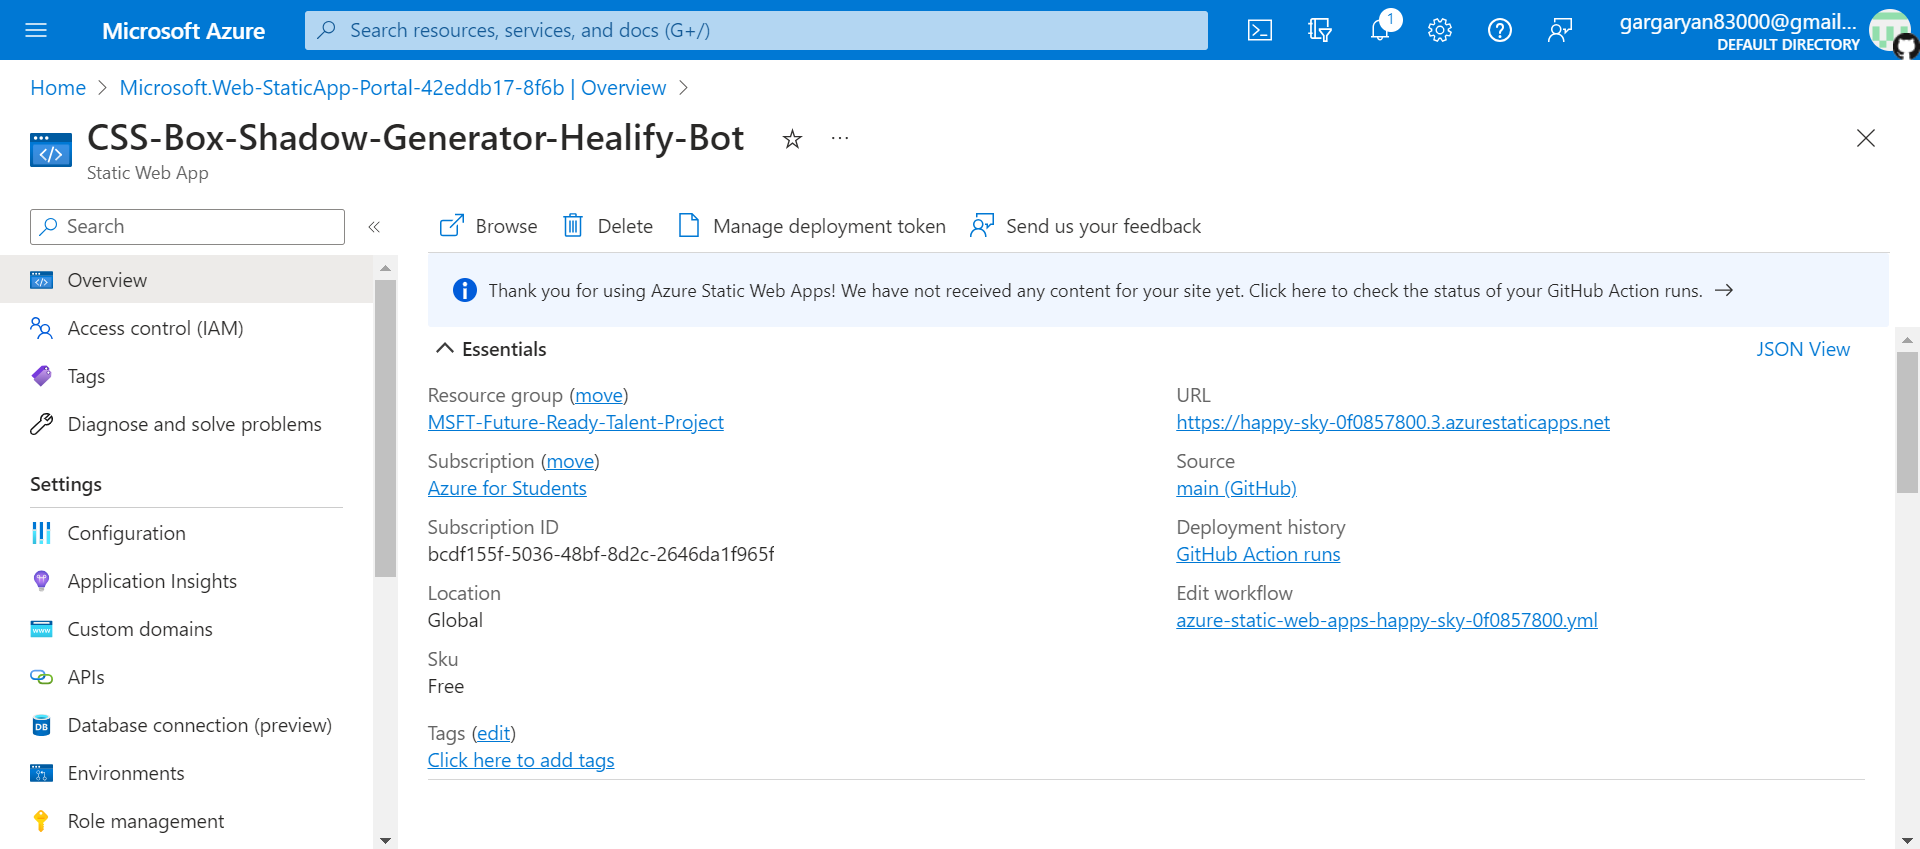 Microsoft Azure
Search resources, services, and docs (G+/)
1
gargaryan83000@gmail...
DEFAULT DIRECTORY
Home > Microsoft.Web-StaticApp-Portal-42eddb17-8f6b | Overview >
CSS-Box-Shadow-Generator-Healify-Bot
Static Web App
Search
Browse
Delete
Manage deployment token
Send us your feedback
Overview
Access control (IAM)
Tags
Diagnose and solve problems
Settings
Configuration
Application Insights
Custom domains
APIs
Database connection (preview)
Environments
Role management
Thank you for using Azure Static Web Apps! We have not received any content for your site yet. Click here to check the status of your GitHub Action runs. →
Essentials
JSON View
Resource group (move)
MSFT-Future-Ready-Talent-Project
Subscription (move)
Azure for Students
Subscription ID
bcdf155f-5036-48bf-8d2c-2646da1f965f
Location
Global
Sku
Free
Tags (edit)
Click here to add tags
URL
https://happy-sky-0f0857800.3.azurestaticapps.net
Source
main (GitHub)
Deployment history
GitHub Action runs
Edit workflow
azure-static-web-apps-happy-sky-0f0857800.yml